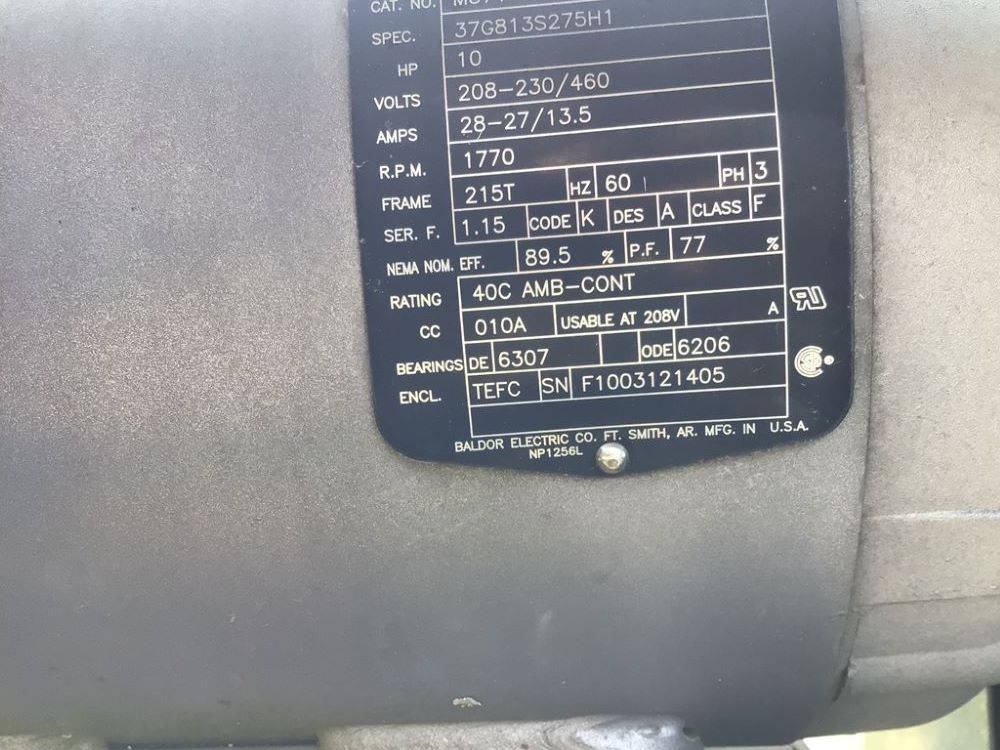 CAT. NO.
SPEC. 37G813S275H1
HP 10
VOLTS 208-230/460
AMPS 28-27/13.5
R.P.M. 1770
FRAME 215T HZ 60 PH 3
SER. F. 1.15 CODE K DES A CLASS F
NEMA NOM. EFF. 89.5 % P.F. 77 %
RATING 40C AMB-CONT
CC 010A USABLE AT 208V A
BEARINGS DE 6307 ODE 6206
ENCL. TEFC SN F1003121405
BALDOR ELECTRIC CO. FT. SMITH, AR. MFG. IN U.S.A.
NP1256L